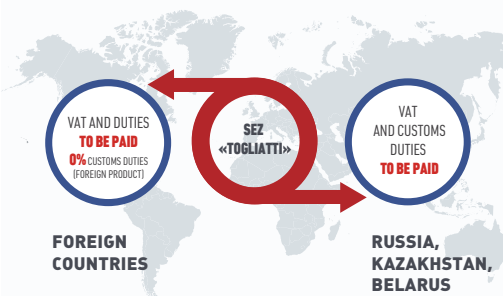 VAT AND DUTIES
TO BE PAID
0% CUSTOMS DUTIES
(FOREIGN PRODUCT)
FOREIGN
COUNTRIES
SEZ
«TOGLIATTI»
VAT
AND CUSTOMS
DUTIES
TO BE PAID
RUSSIA,
KAZAKHSTAN,
BELARUS